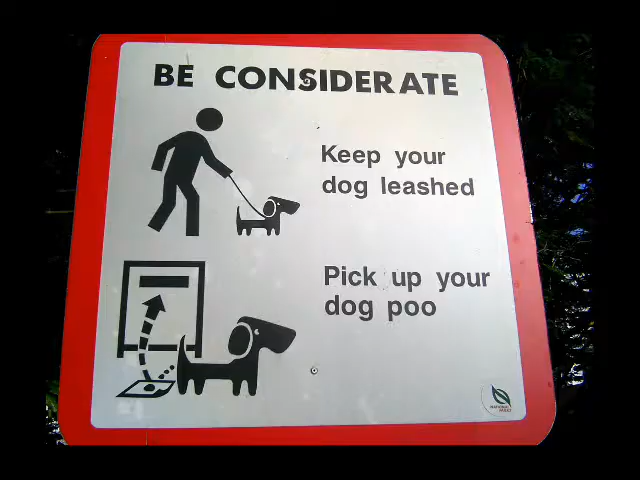 BE CONSIDERATE
Keep your
dog leashed
Pick up your
dog poo